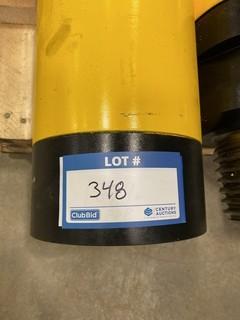 LOT #
348
ClubBid
CENTURY
AUCTIONS